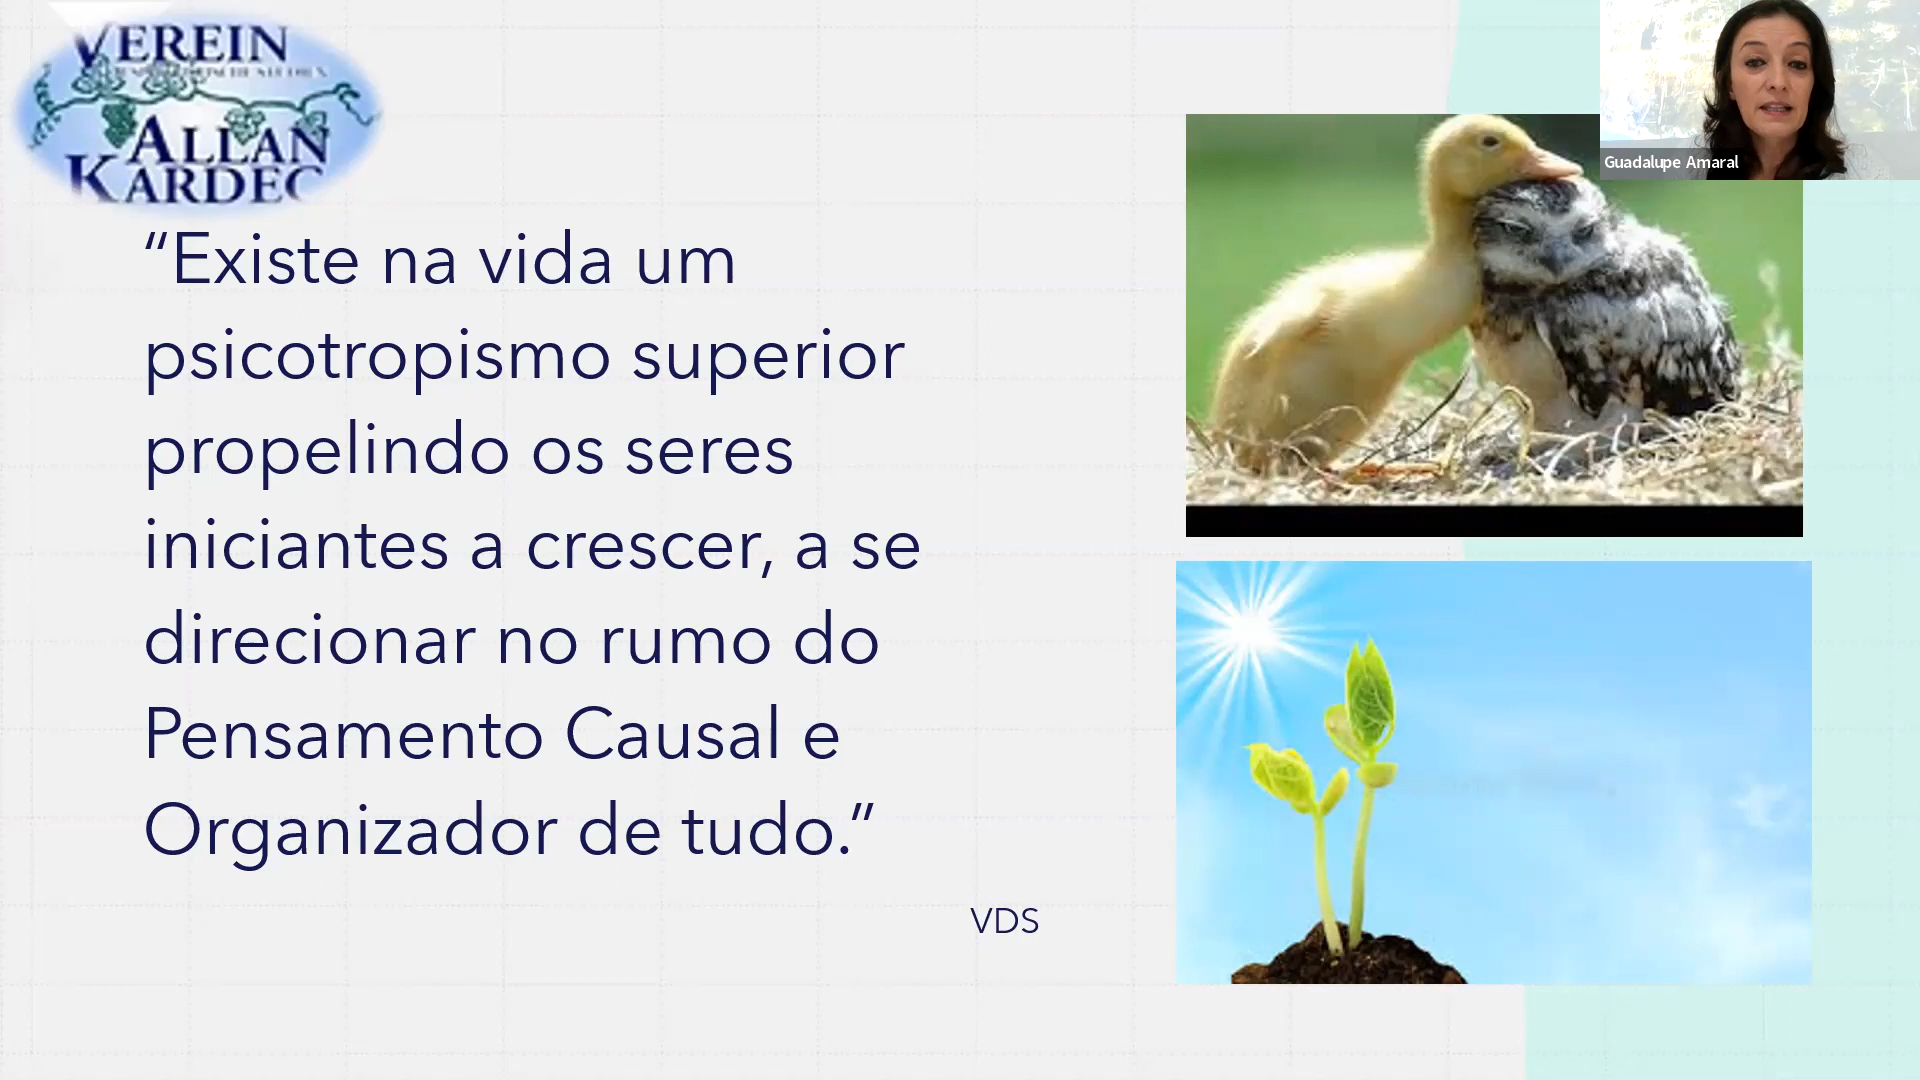 VEREIN
ALLAN
KARDEC
Guadalupe Amaral
“Existe na vida um
psicotropismo superior
propelindo os seres
iniciantes a crescer, a se
direcionar no rumo do
Pensamento Causal e
Organizador de tudo.”
VDS